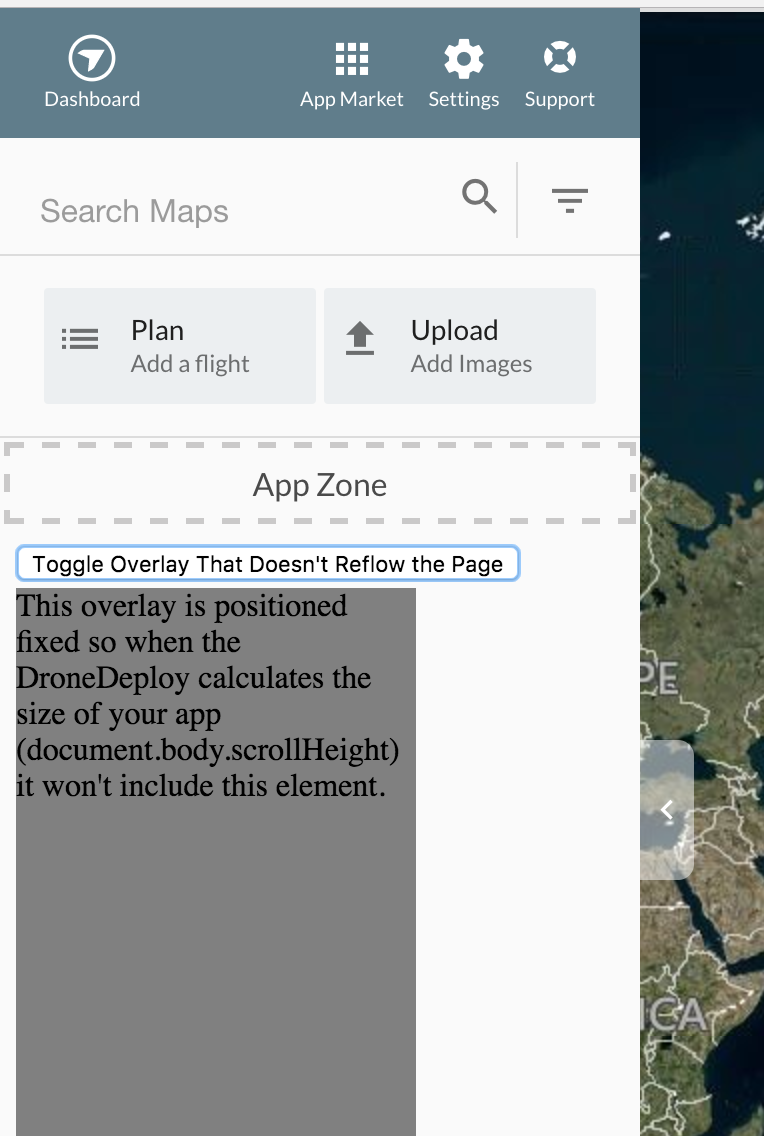 Dashboard
App Market
Settings
Support
Search Maps
Plan
Add a flight
Upload
Add Images
App Zone
Toggle Overlay That Doesn't Reflow the Page
This overlay is positioned
fixed so when the
DroneDeploy calculates the
size of your app
(document.body.scrollHeight)
it won't include this element.
PE
ICA